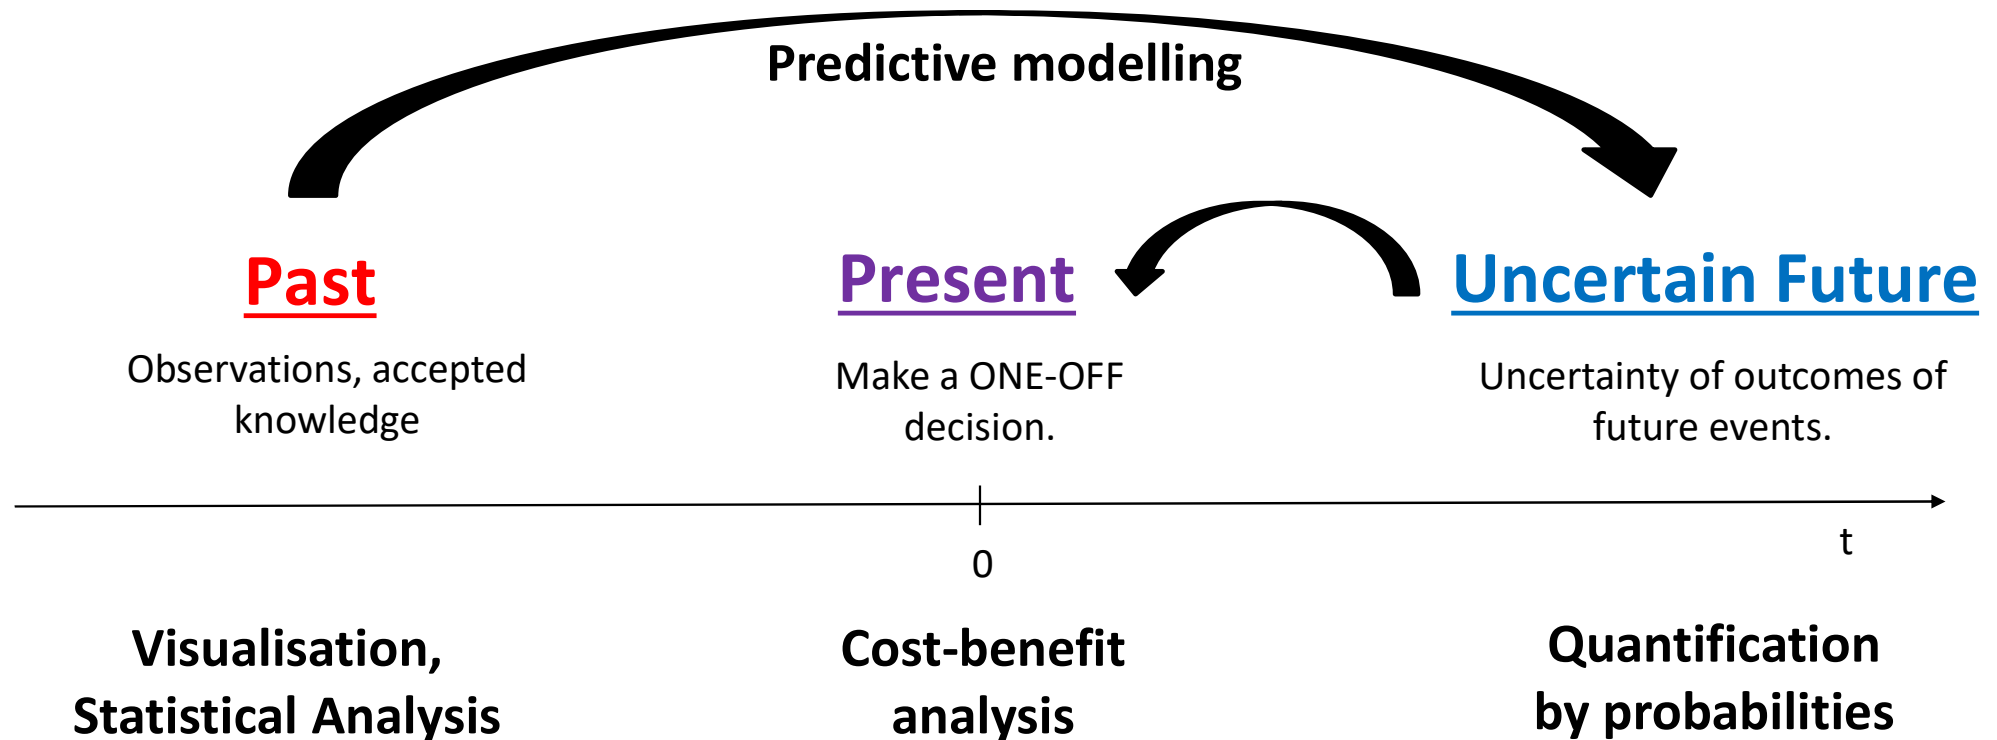 Predictive modelling
Past
Present
Uncertain Future
Observations, accepted
knowledge
Make a ONE-OFF
decision.
Uncertainty of outcomes of
future events.
0
t
Visualisation,
Statistical Analysis
Cost-benefit
analysis
Quantification
by probabilities